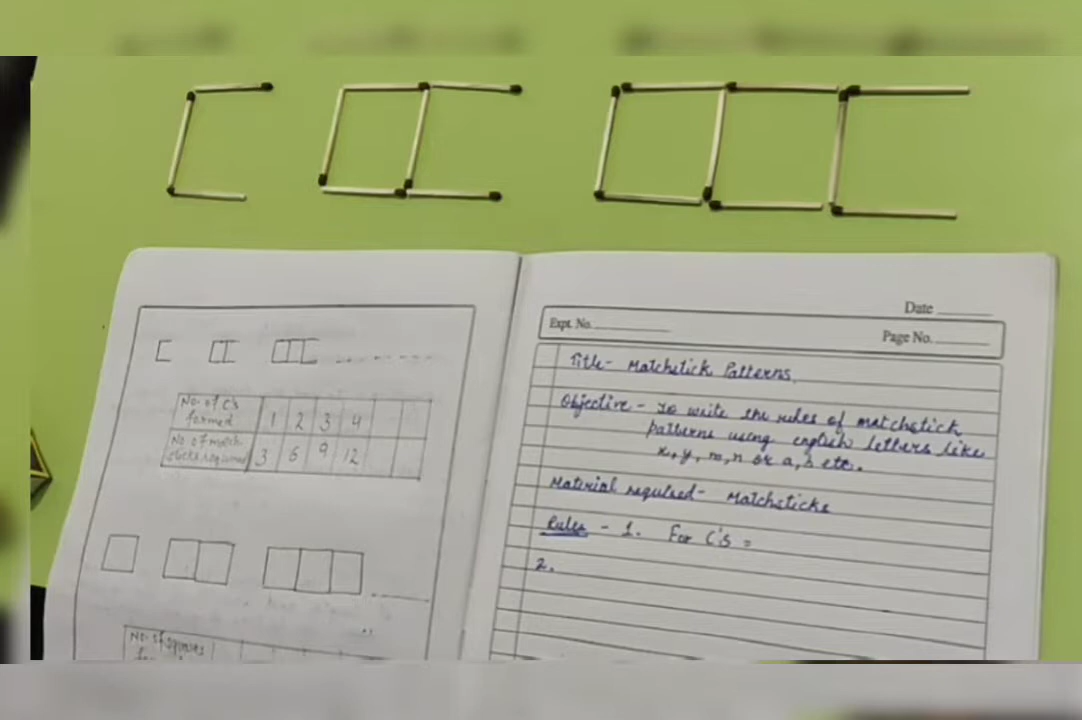 No. of C's formed 1 2 3 4
No. of match sticks required 3 6 9 12
No. of squares
Date
Expt. No.
Page No.
Title- Matchstick Patterns.
Objective - To write the rules of matchstick
patterns using english letters like
x, y, m, n or a, b etc.
Material required- Matchsticks
Rules - 1. For C's =
2.